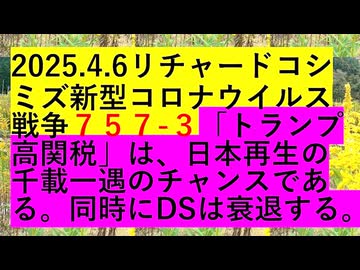 2025.4.6リチャードコシ
ミズ新型コロナウイルス
戦争７５７-３「トランプ
高関税」は、日本再生の
千載一遇のチャンスであ
る。同時にDSは衰退する。